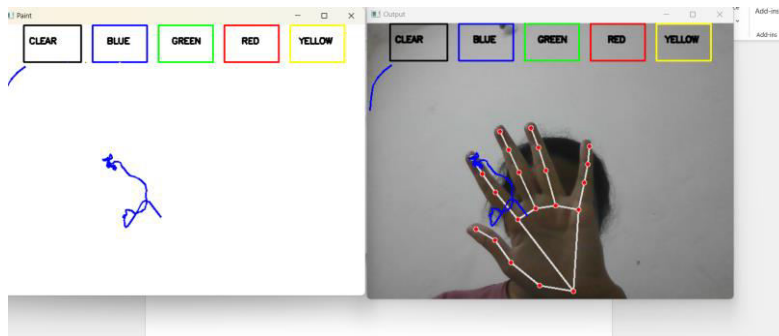 Paint
CLEAR BLUE GREEN RED YELLOW
Output
CLEAR BLUE GREEN RED YELLOW
Add-ins
Add-ins